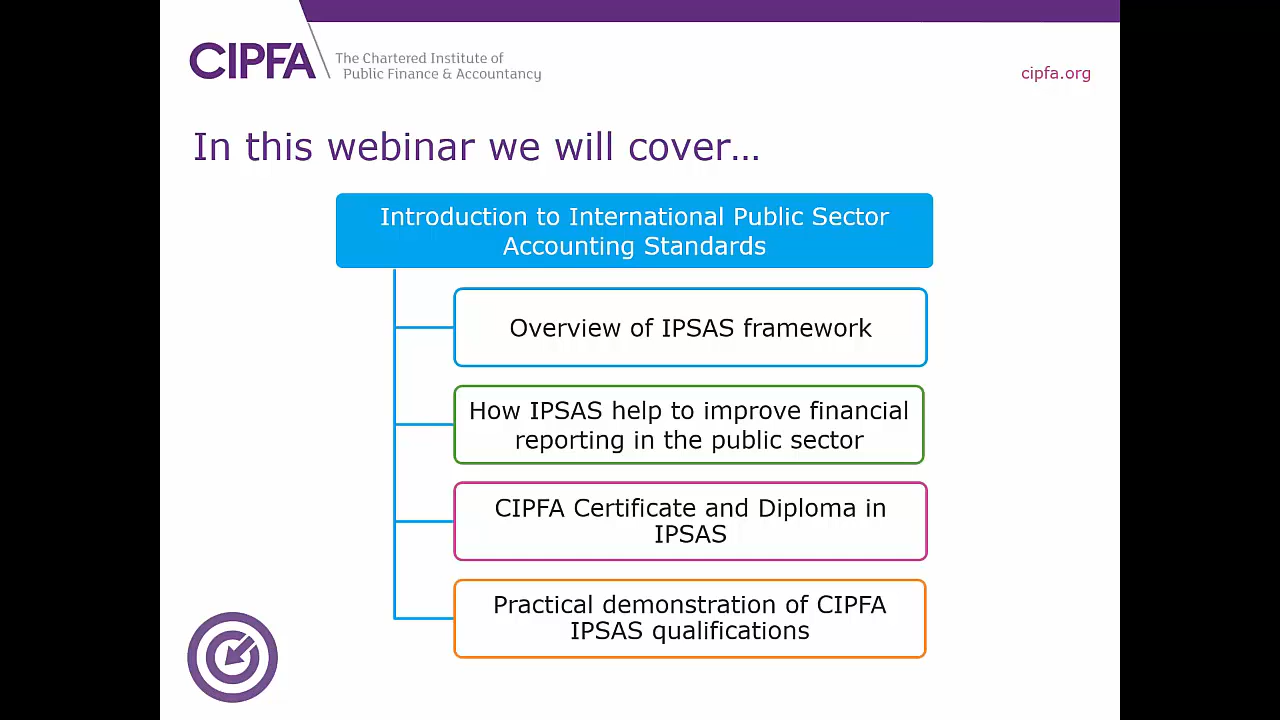 CIPFA
The Chartered Institute of
Public Finance & Accountancy
cipfa.org
In this webinar we will cover…
Introduction to International Public Sector
Accounting Standards
Overview of IPSAS framework
How IPSAS help to improve financial
reporting in the public sector
CIPFA Certificate and Diploma in
IPSAS
Practical demonstration of CIPFA
IPSAS qualifications